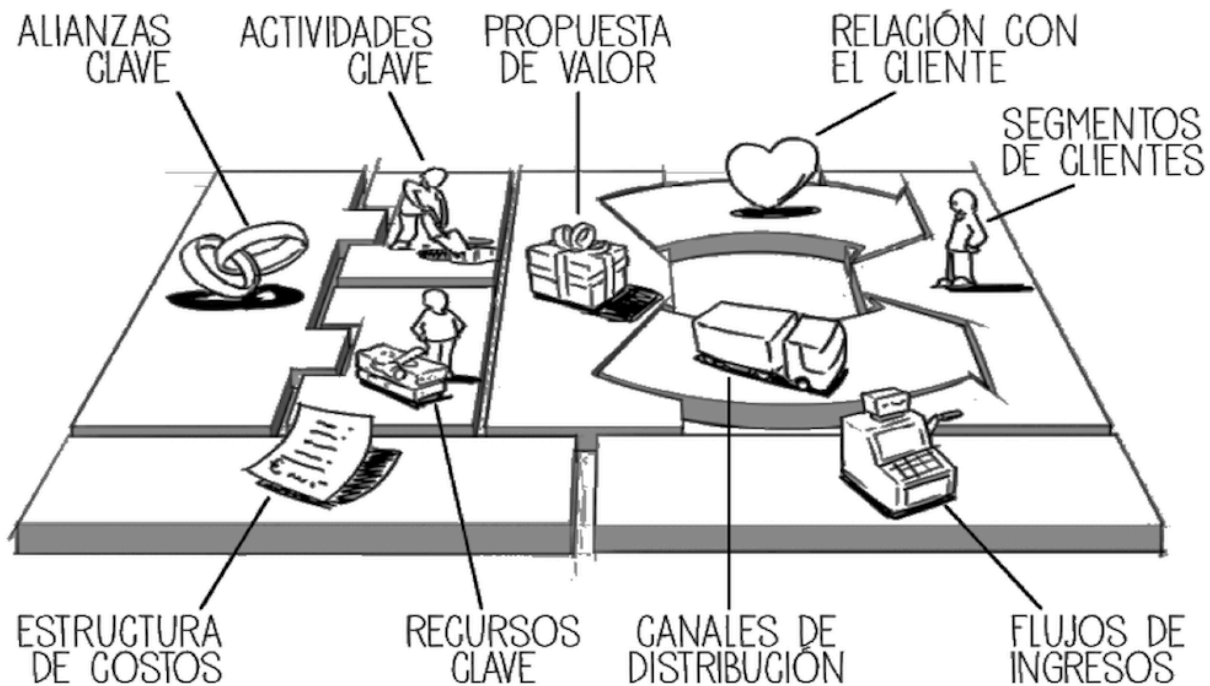 ALIANZAS
CLAVE
ACTIVIDADES
CLAVE
PROPUESTA
DE VALOR
RELACIÓN CON
EL CLIENTE
SEGMENTOS
DE CLIENTES
ESTRUCTURA
DE COSTOS
RECURSOS
CLAVE
CANALES DE
DISTRIBUCIÓN
FLUJOS DE
INGRESOS